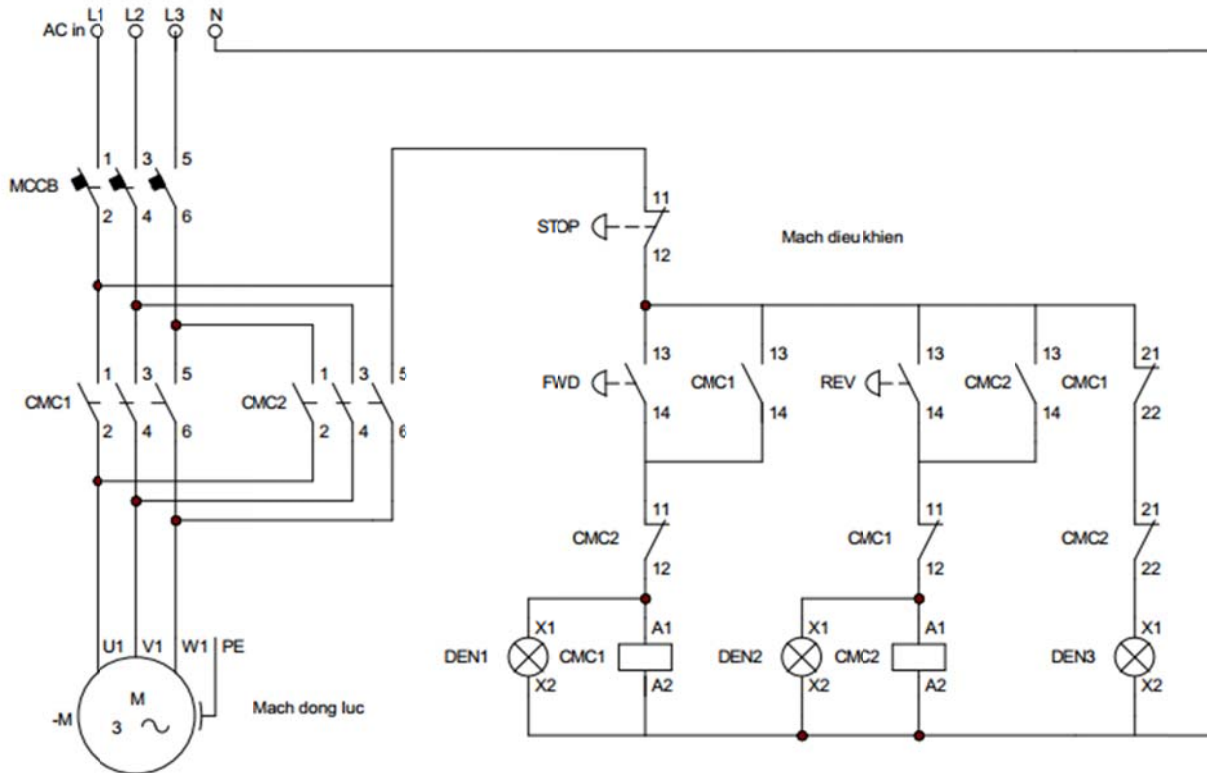 L1 L2 L3 N
AC in
1 3 5
MCCB
2 4 6
11
STOP
12
Mach dieu khien
1 3 5
CMC1
2 4 6
1 3 5
CMC2
2 4 6
13
FWD
14
13
CMC1
14
13
REV
14
13
CMC2
14
21
CMC1
22
11
CMC2
12
11
CMC1
12
21
CMC2
22
X1
DEN1
X2
A1
CMC1
A2
X1
DEN2
X2
A1
CMC2
A2
X1
DEN3
X2
U1 V1 W1 PE
M
-M
3
Mach dong luc